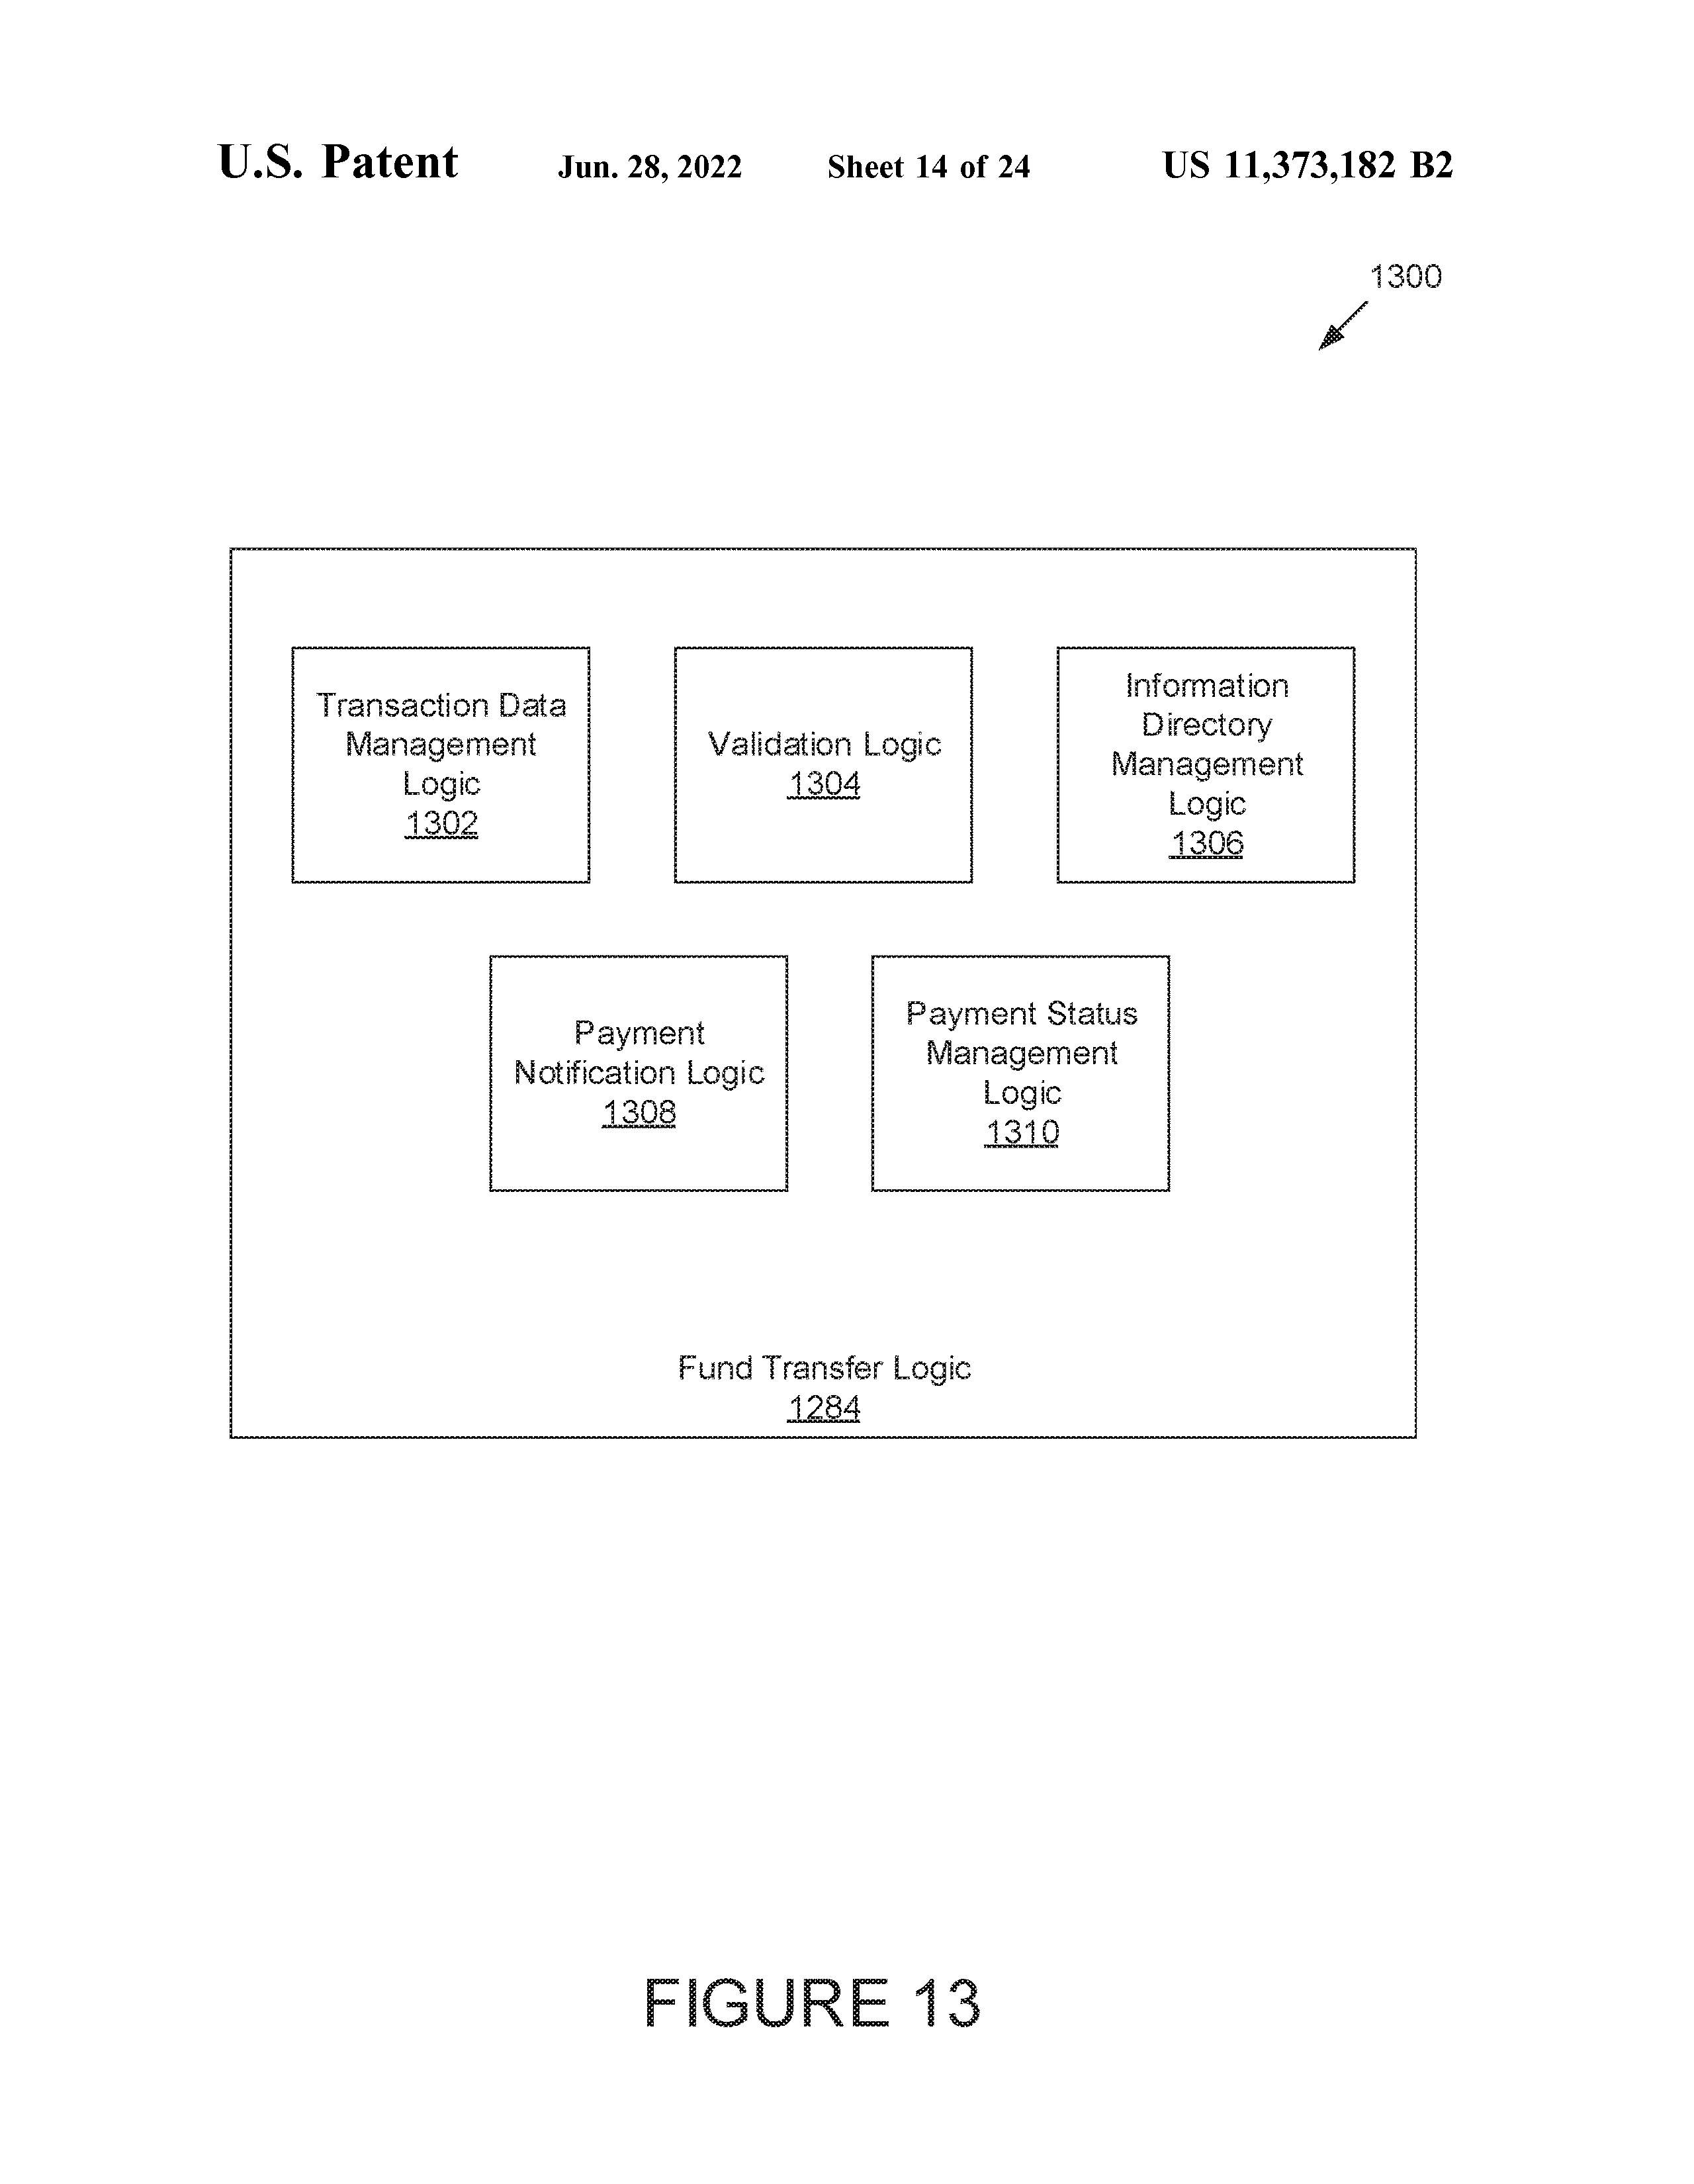 U.S. Patent Jun. 28, 2022 Sheet 14 of 24 US 11,373,182 B2
1300
Transaction Data
Management
Logic
1302
Validation Logic
1304
Information
Directory
Management
Logic
1306
Payment
Notification Logic
1308
Payment Status
Management
Logic
1310
Fund Transfer Logic
1284
FIGURE 13